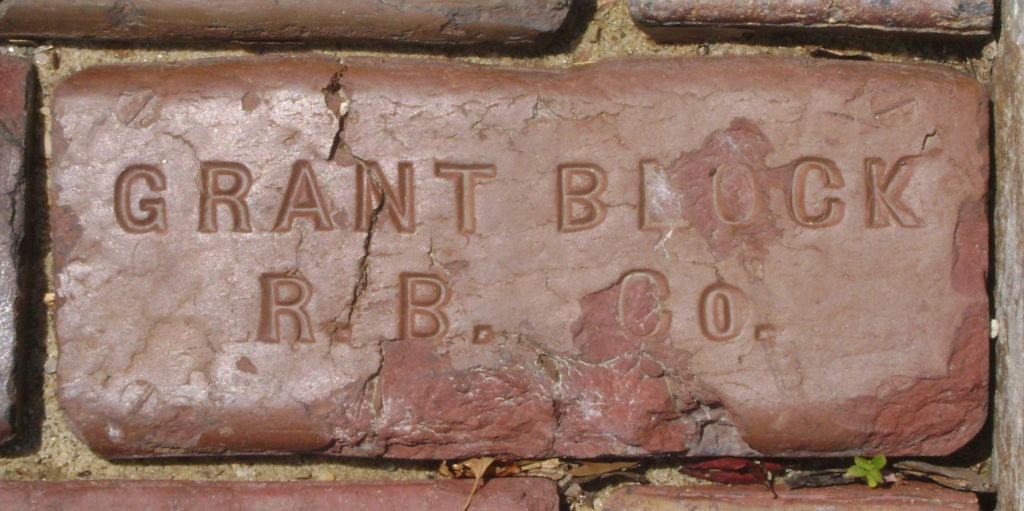 GRANT BLOCK
R. B. Co.